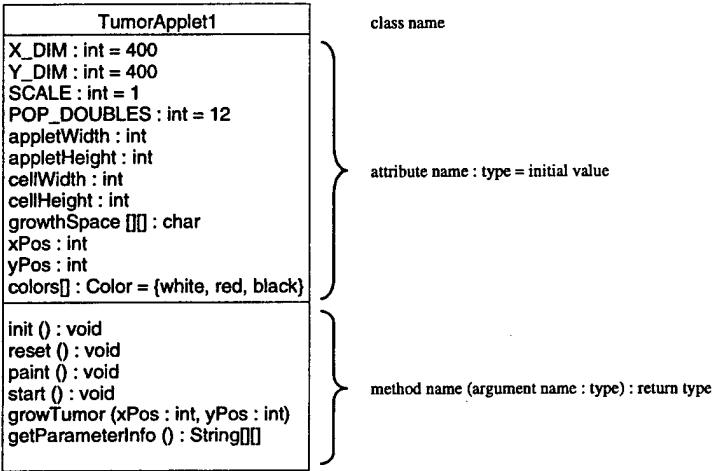 TumorApplet1
class name
X_DIM : int = 400
Y_DIM : int = 400
SCALE : int = 1
POP_DOUBLES : int = 12
appletWidth : int
appletHeight : int
cellWidth : int
cellHeight : int
growthSpace [][] : char
xPos : int
yPos : int
colors[] : Color = {white, red, black}
attribute name : type = initial value
init () : void
reset () : void
paint () : void
start () : void
growTumor (xPos : int, yPos : int)
getParameterInfo () : String[][]
method name (argument name : type) : return type